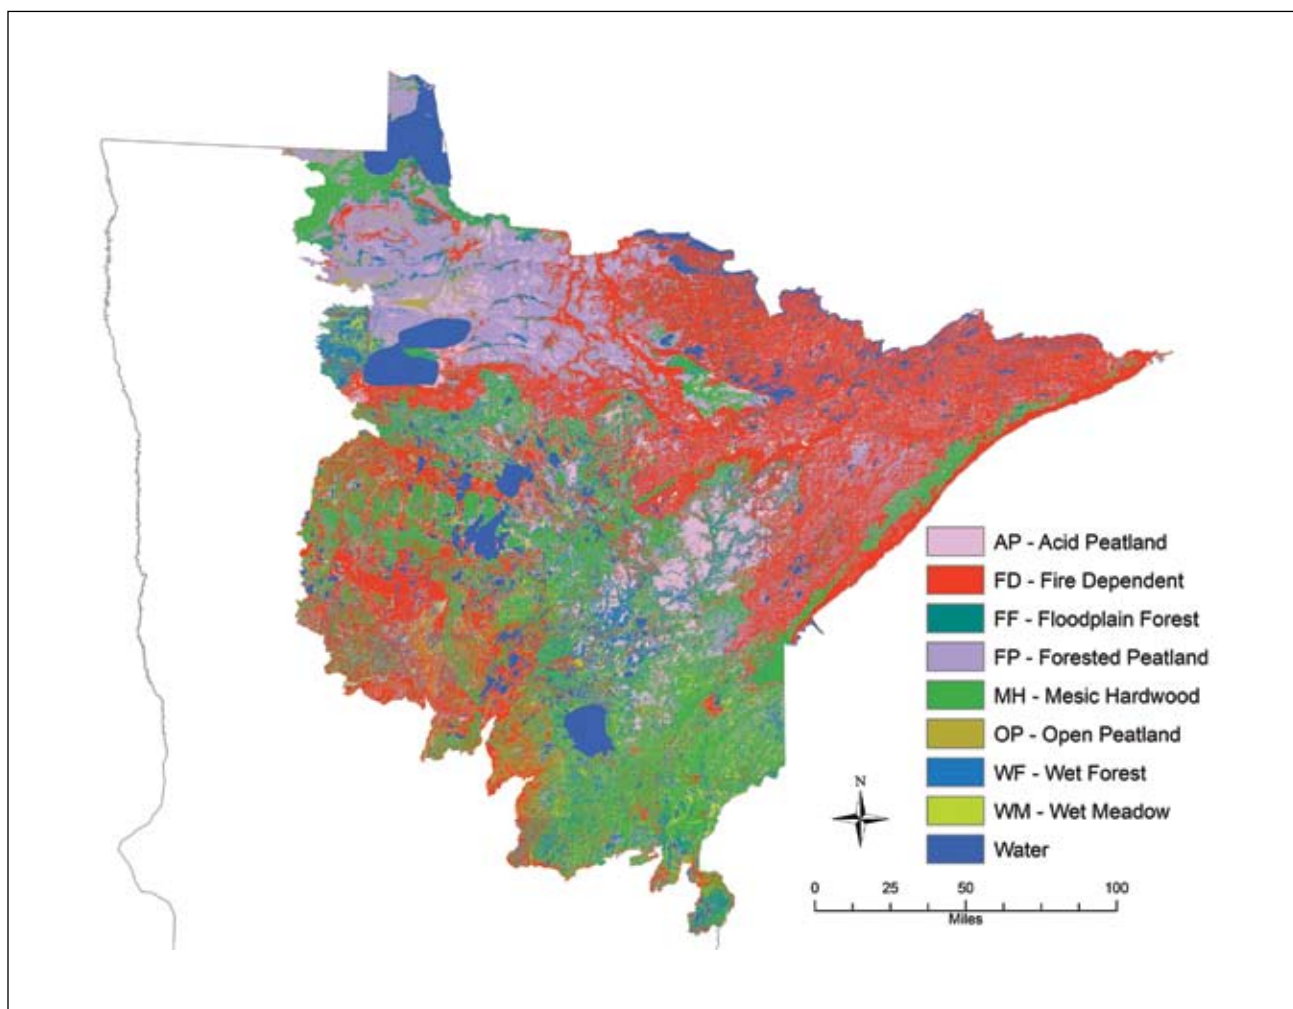 AP - Acid Peatland
FD - Fire Dependent
FF - Floodplain Forest
FP - Forested Peatland
MH - Mesic Hardwood
OP - Open Peatland
WF - Wet Forest
WM - Wet Meadow
Water
N
0 25 50 100
Miles